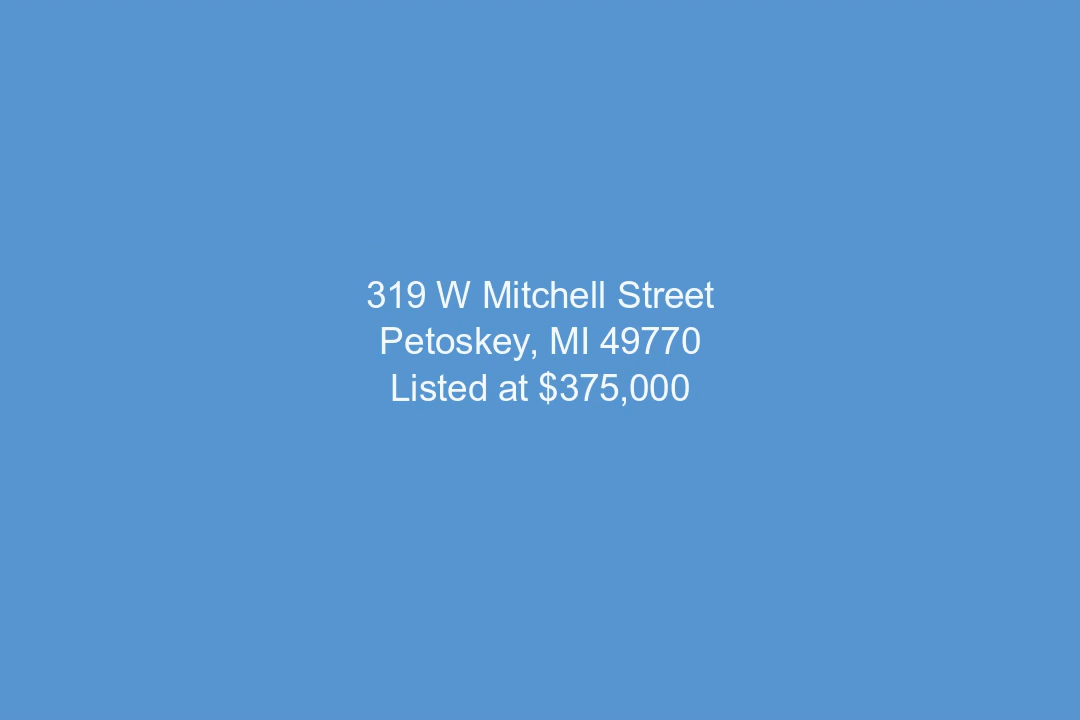 319 W Mitchell Street
Petoskey, MI 49770
Listed at $375,000